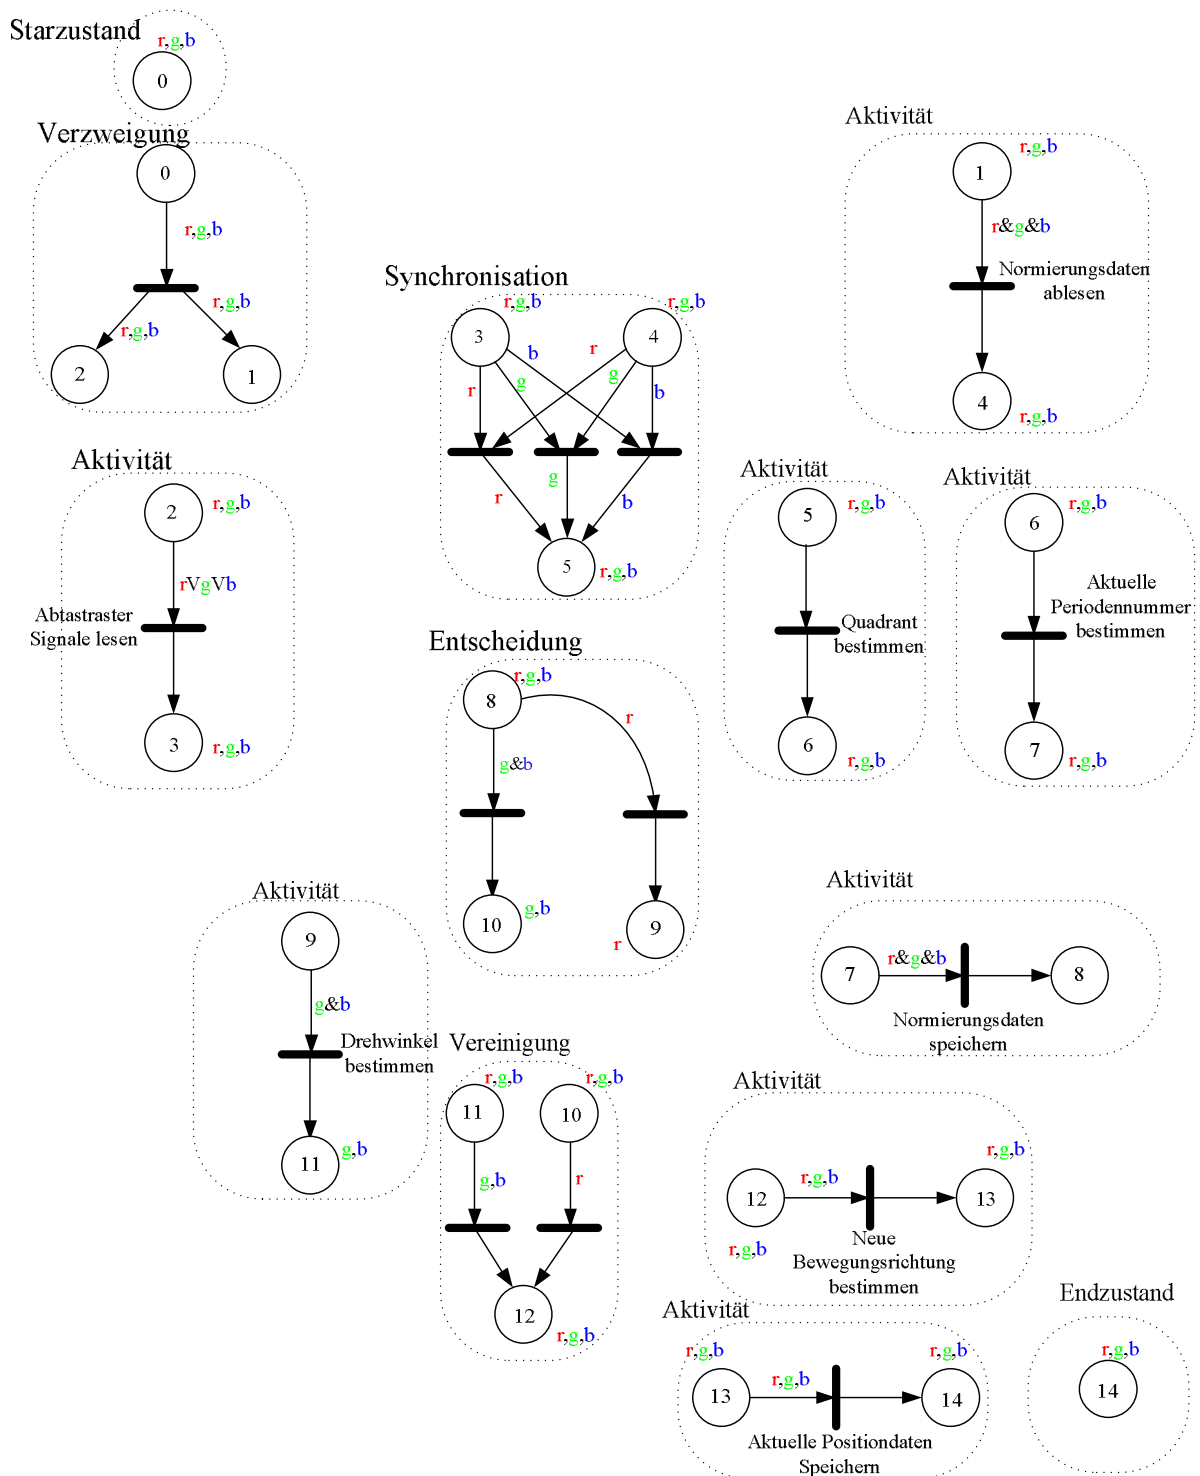 Starzustand
r,g,b
0
Verzweigung
0
r,g,b
r,g,b
r,g,b
2
1
Aktivität
2
r,g,b
rVgVb
Abtastraster
Signale lesen
3
r,g,b
Synchronisation
r,g,b
r,g,b
3
4
b
r
r
g
g
b
r
g
b
5
r,g,b
Aktivität
1
r,g,b
r&g&b
Normierungsdaten
ablesen
4
r,g,b
Aktivität
5
r,g,b
Quadrant
bestimmen
6
r,g,b
Aktivität
6
r,g,b
Aktuelle
Periodennummer
bestimmen
7
r,g,b
Entscheidung
r,g,b
8
r
g&b
10
g,b
9
r
Aktivität
7
r&g&b
8
Normierungsdaten
speichern
Aktivität
9
g&b
Drehwinkel
bestimmen
11
g,b
Vereinigung
r,g,b
r,g,b
11
10
g,b
r
12
r,g,b
Aktivität
r,g,b
12
r,g,b
13
r,g,b
Neue
Bewegungsrichtung
bestimmen
Aktivität
r,g,b
r,g,b
13
r,g,b
14
Aktuelle Positiondaten
Speichern
Endzustand
r,g,b
14